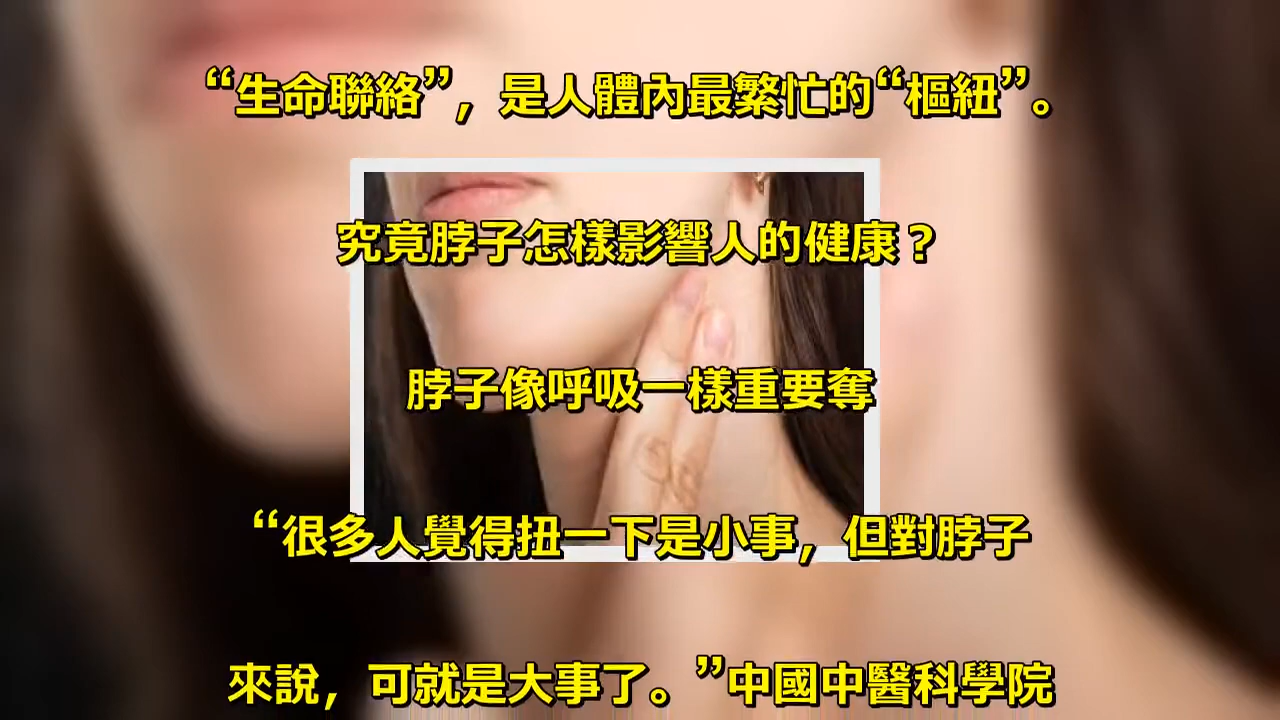 “生命聯絡”，是人體內最繁忙的“樞紐”。
究竟脖子怎樣影響人的健康？
脖子像呼吸一樣重要奪
“很多人覺得扭一下是小事，但對脖子
來說，可就是大事了。”中國中醫科學院